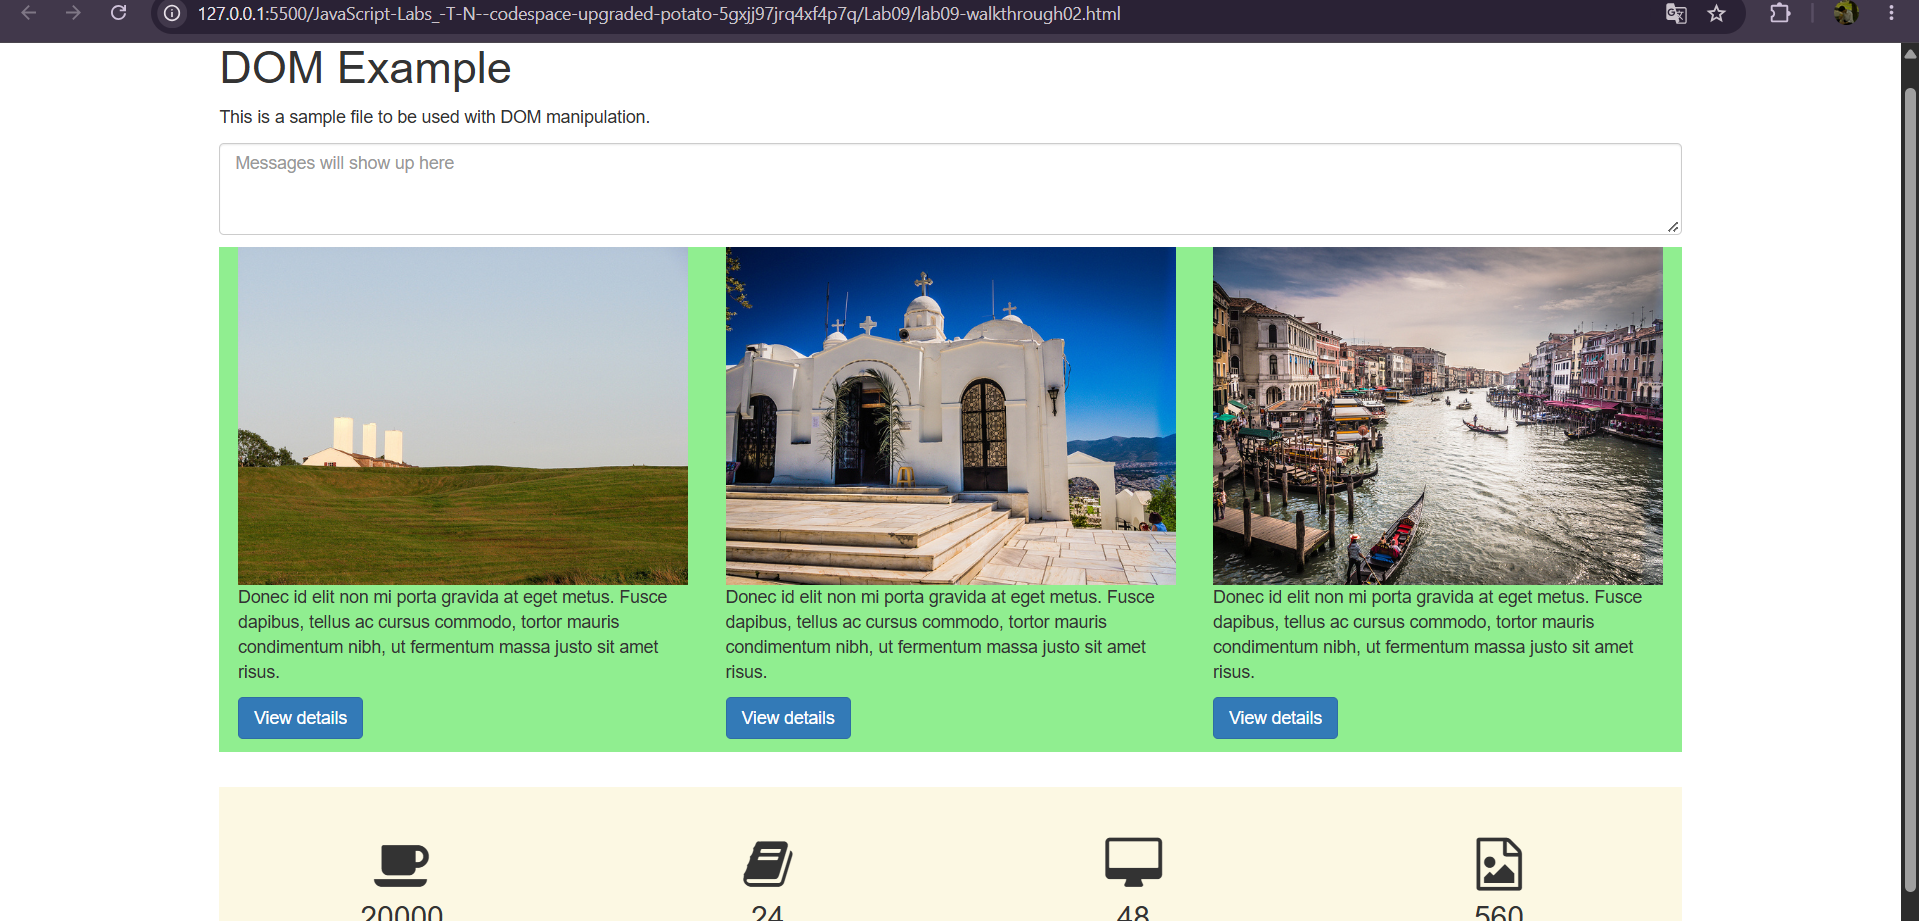 127.0.0.1:5500/JavaScript-Labs_-T-N--codespace-upgraded-potato-5gxjj97jrq4xf4p7q/Lab09/lab09-walkthrough02.html
DOM Example
This is a sample file to be used with DOM manipulation.
Messages will show up here
Donec id elit non mi porta gravida at eget metus. Fusce
dapibus, tellus ac cursus commodo, tortor mauris
condimentum nibh, ut fermentum massa justo sit amet
risus.
View details
Donec id elit non mi porta gravida at eget metus. Fusce
dapibus, tellus ac cursus commodo, tortor mauris
condimentum nibh, ut fermentum massa justo sit amet
risus.
View details
Donec id elit non mi porta gravida at eget metus. Fusce
dapibus, tellus ac cursus commodo, tortor mauris
condimentum nibh, ut fermentum massa justo sit amet
risus.
View details
20000
24
48
560